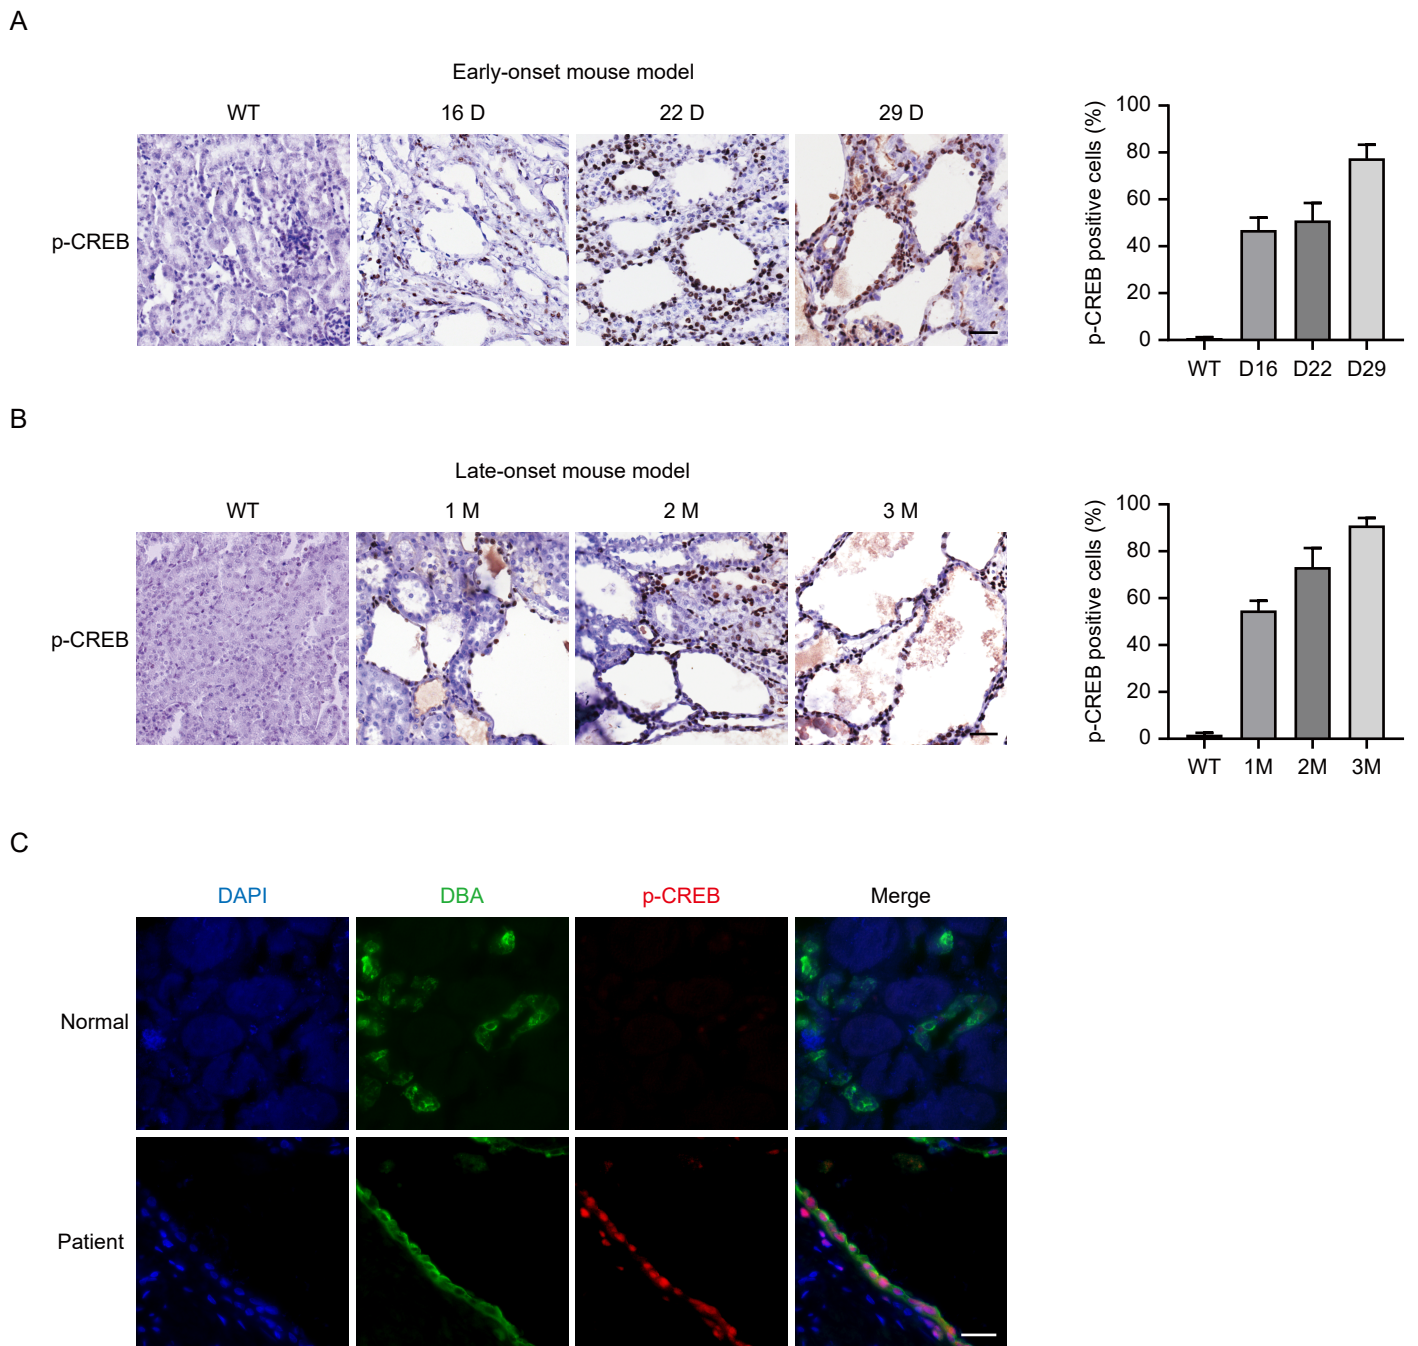 A
Early-onset mouse model
WT 16 D 22 D 29 D
p-CREB
p-CREB positive cells (%)
100
80
60
40
20
0
WT D16 D22 D29
B
Late-onset mouse model
WT 1 M 2 M 3 M
p-CREB
p-CREB positive cells (%)
100
80
60
40
20
0
WT 1M 2M 3M
C
DAPI DBA p-CREB Merge
Normal
Patient